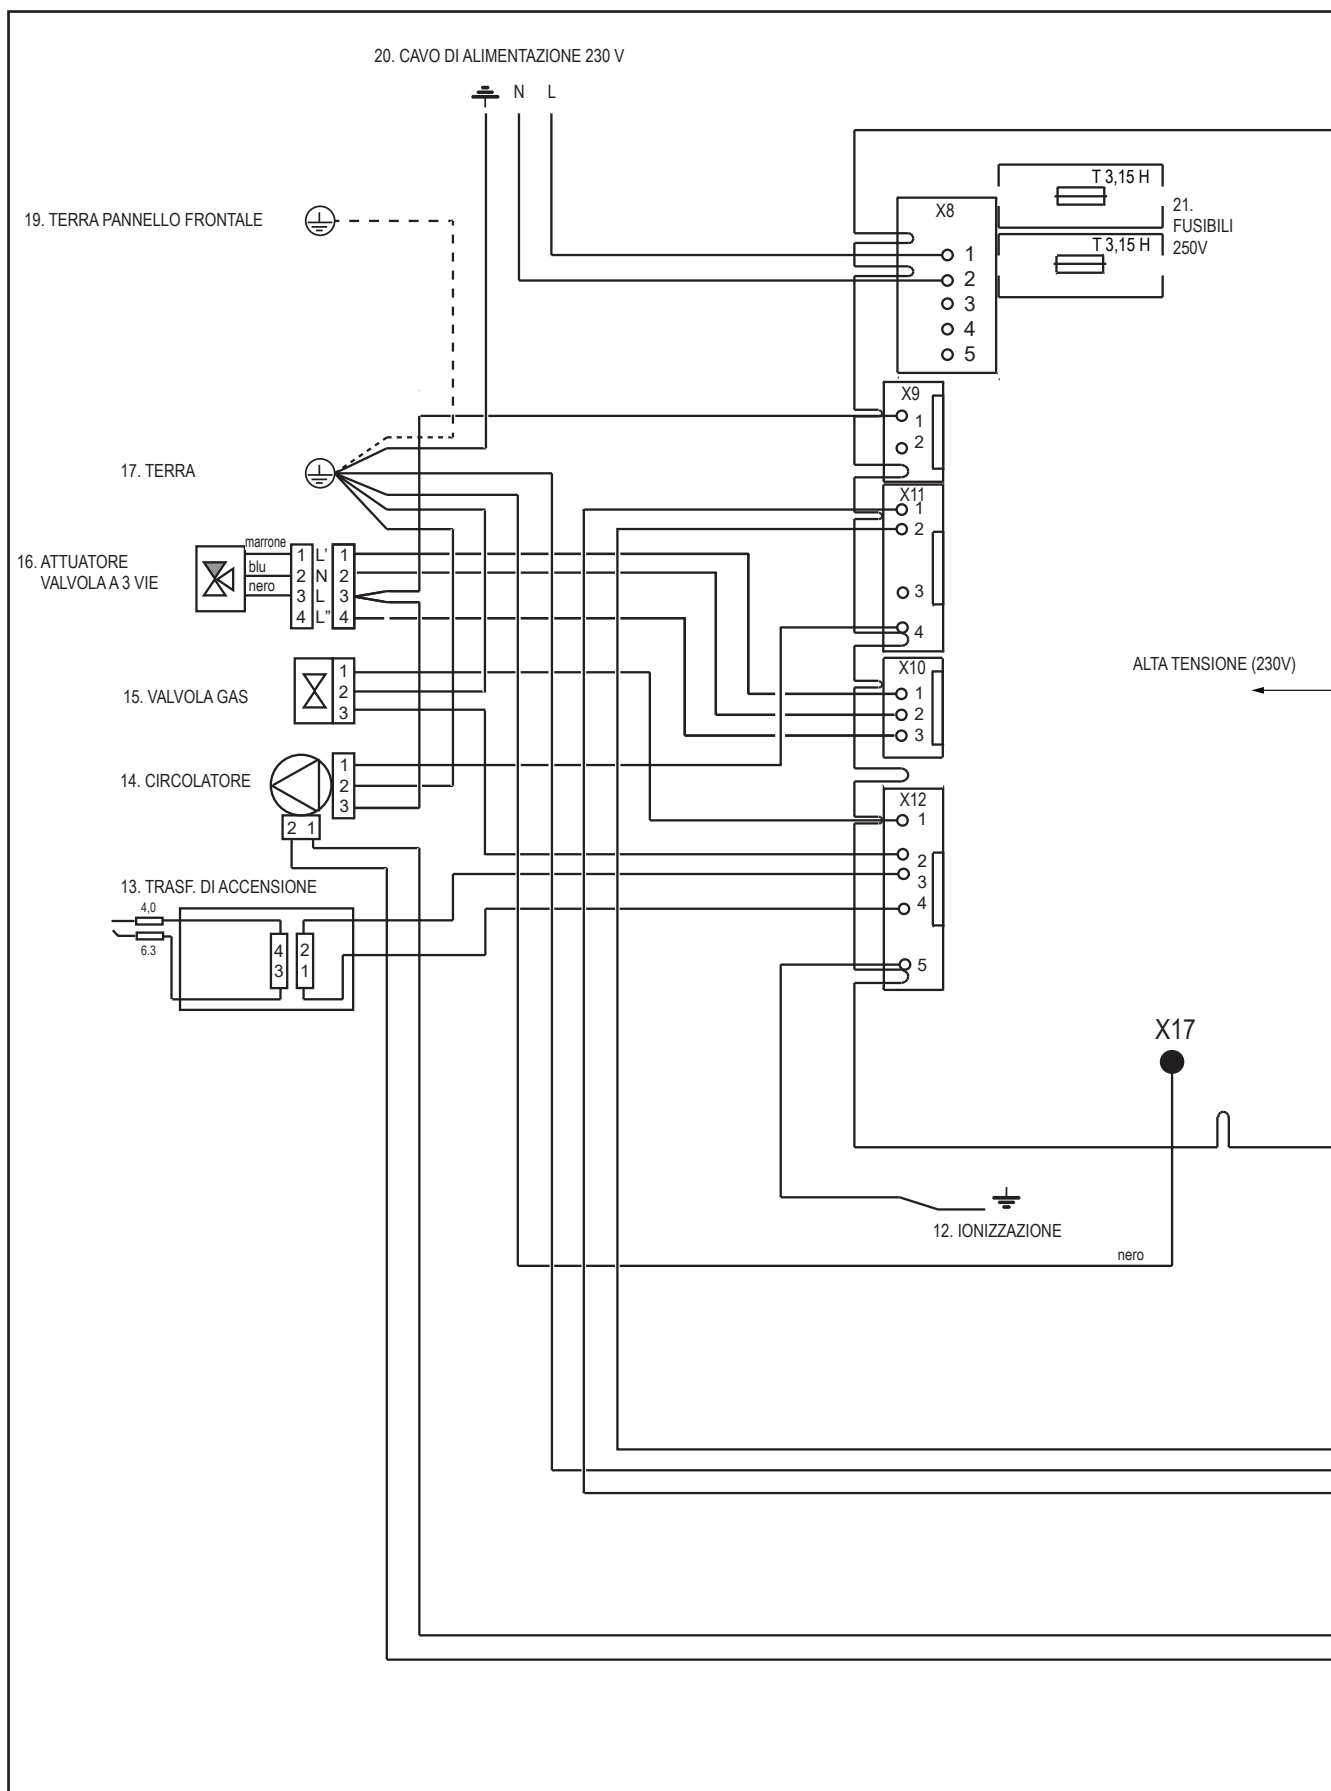 20. CAVO DI ALIMENTAZIONE 230 V
N L
T 3,15 H
X8
21.
FUSIBILI
250V
19. TERRA PANNELLO FRONTALE
T 3,15 H
1
2
3
4
5
X9
1
2
17. TERRA
X11
1
2
3
4
16. ATTUATORE
VALVOLA A 3 VIE
marrone
blu
nero
1 L' 1
2 N 2
3 L 3
4 L" 4
X10
1
2
3
ALTA TENSIONE (230V)
15. VALVOLA GAS
1
2
3
14. CIRCOLATORE
1
2
3
2 1
X12
1
2
3
4
5
13. TRASF. DI ACCENSIONE
4,0
6.3
4 2
3 1
X17
12. IONIZZAZIONE
nero